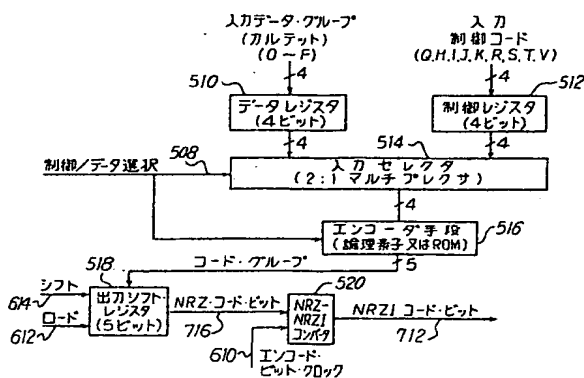 入力データ・グループ
(カルテット)
(0～F)
入力
制御コード
(Q,H,I,J,K,R,S,T,V)
510
4
4
512
データレジスタ
(4ビット)
制御レジスタ
(4ビット)
4
4
514
制御/データ選択
508
入力セレクタ
(2:1マルチプレクサ)
4
エンコーダ手段
(論理素子又はROM)
516
コード・グループ
5
518
520
シフト
614
出力シフト
レジスタ
(5ビット)
NRZ・コード・ビット
716
NRZ-
NRZI
コンバータ
NRZI コード・ビット
712
ロード
612
610
エンコード・
ビット・クロック